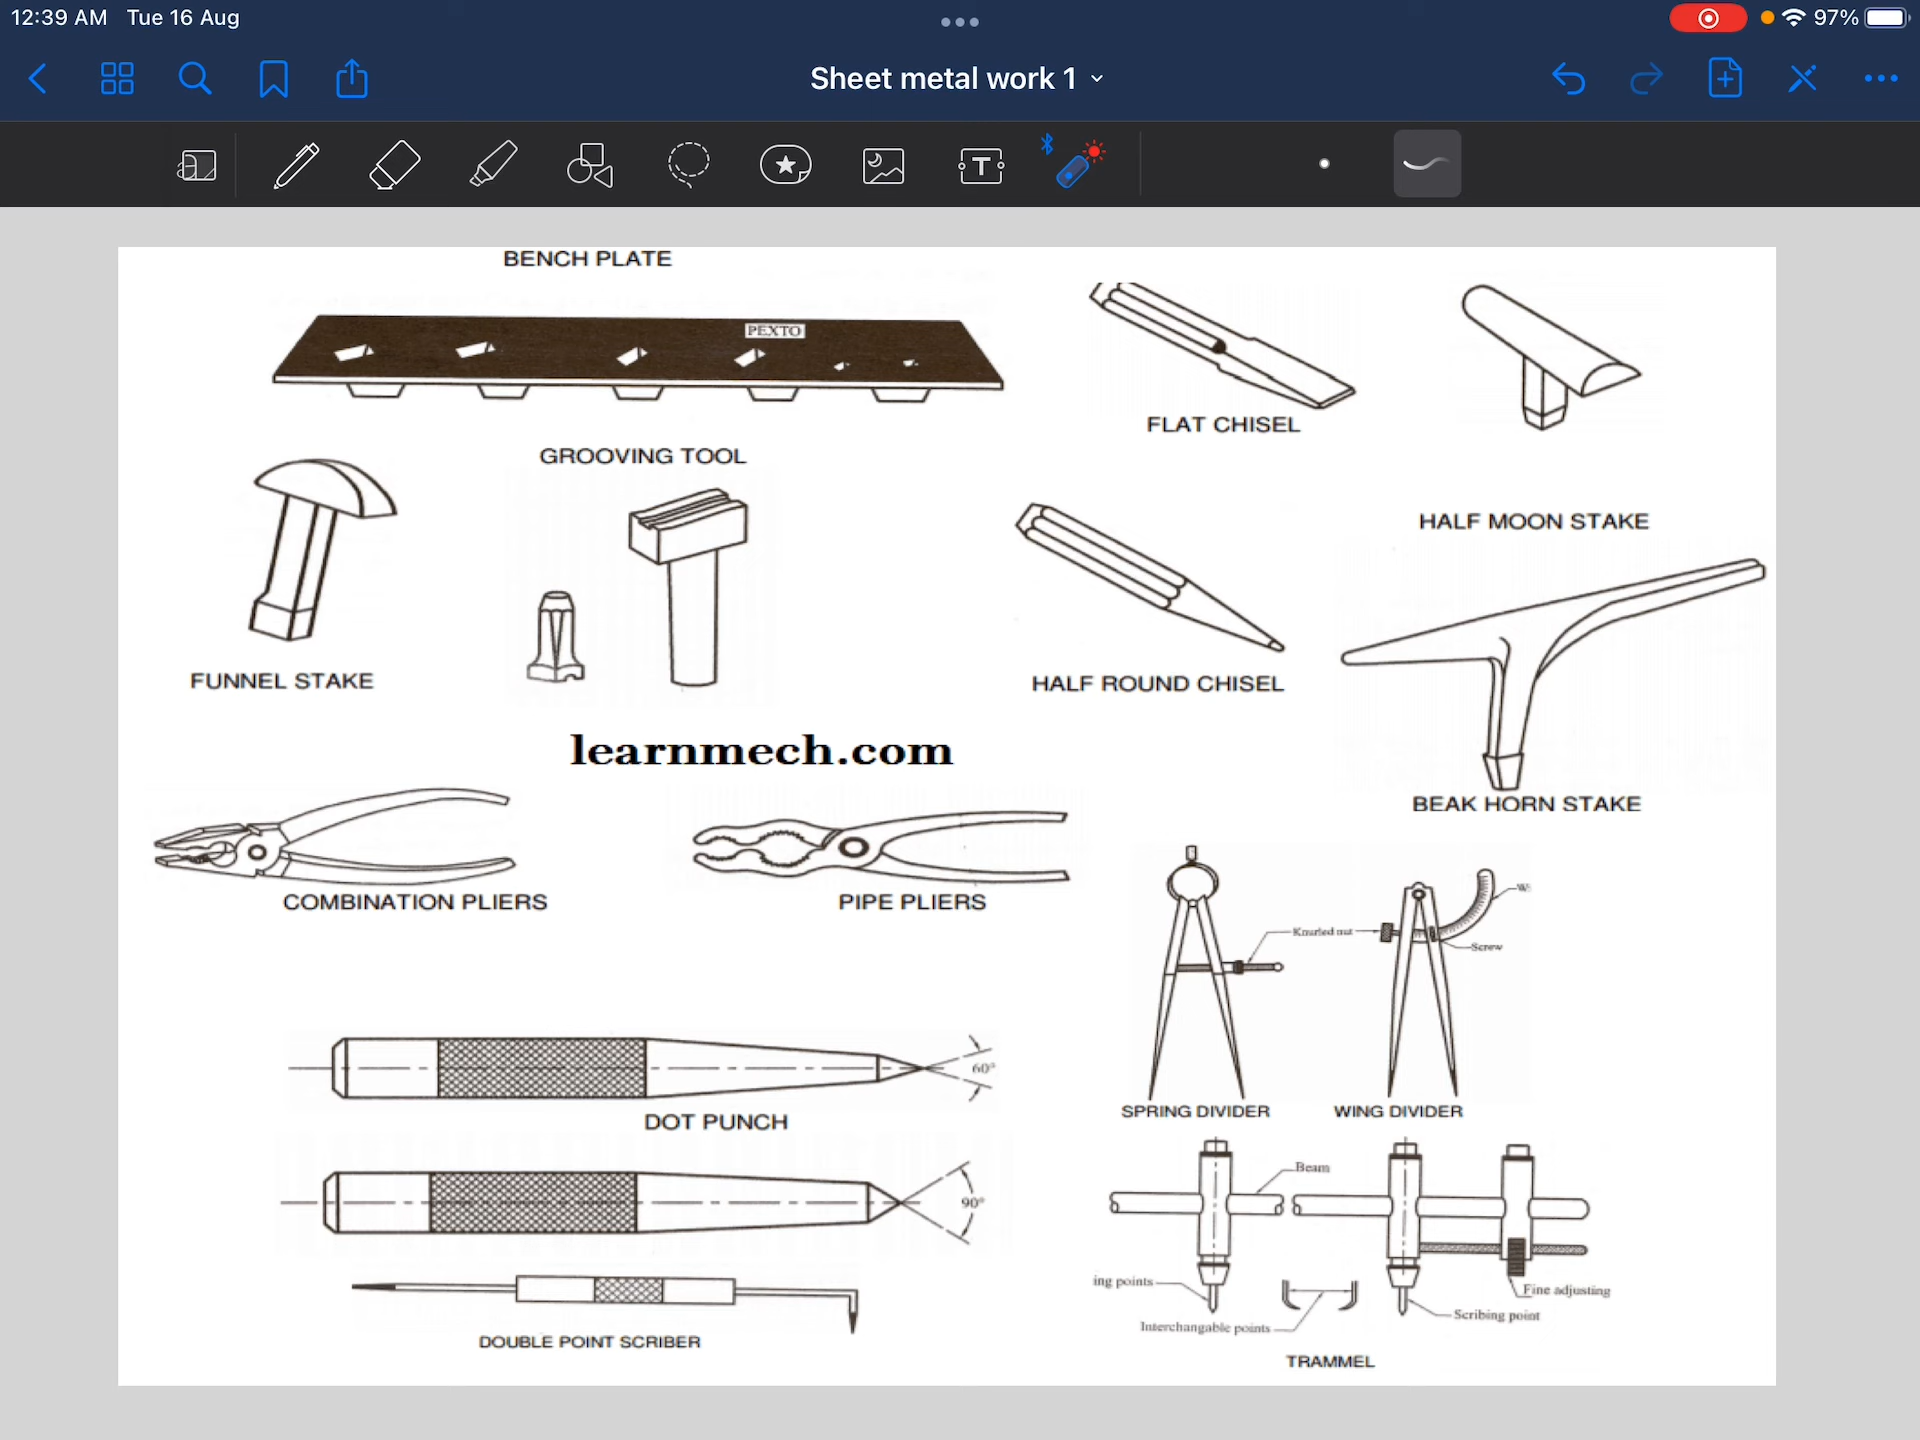 12:39 AM Tue 16 Aug
97%
Sheet metal work 1
T
BENCH PLATE
PEXTO
FLAT CHISEL
GROOVING TOOL
HALF MOON STAKE
FUNNEL STAKE
HALF ROUND CHISEL
learnmech.com
BEAK HORN STAKE
COMBINATION PLIERS
PIPE PLIERS
Knurled nut
Screw
60°
SPRING DIVIDER
WING DIVIDER
DOT PUNCH
Beam
90°
ing points
Fine adjusting
Scribing point
Interchangable points
DOUBLE POINT SCRIBER
TRAMMEL